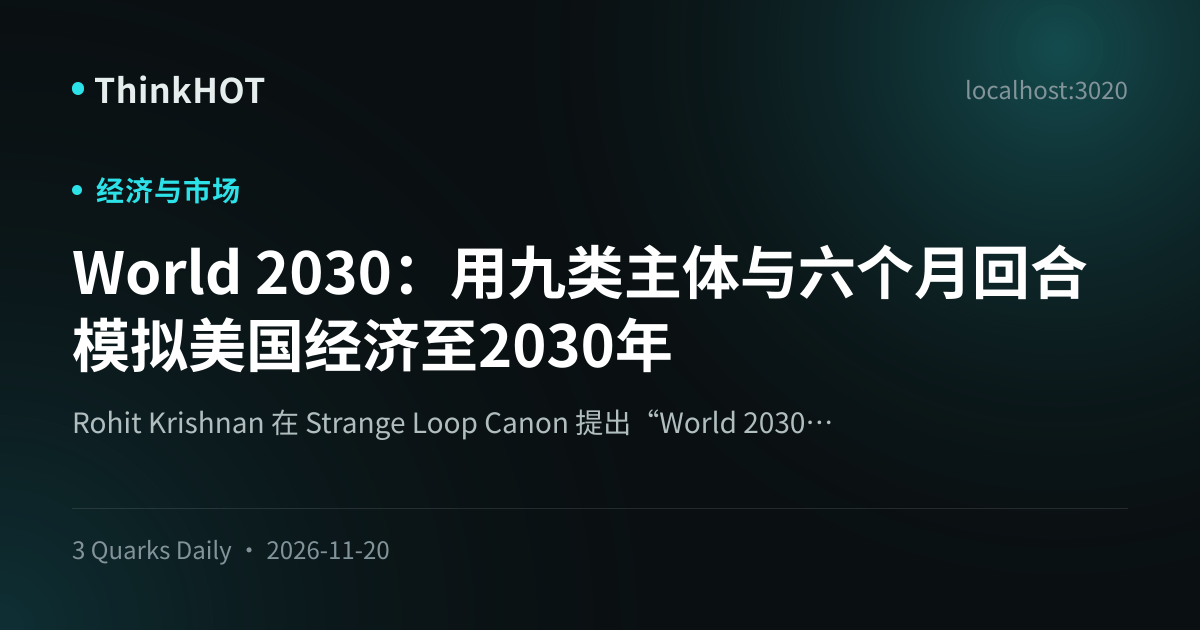 ThinkHOT
localhost:3020
经济与市场
World 2030：用九类主体与六个月回合
模拟美国经济至2030年
Rohit Krishnan 在 Strange Loop Canon 提出“World 2030…
3 Quarks Daily · 2026-11-20